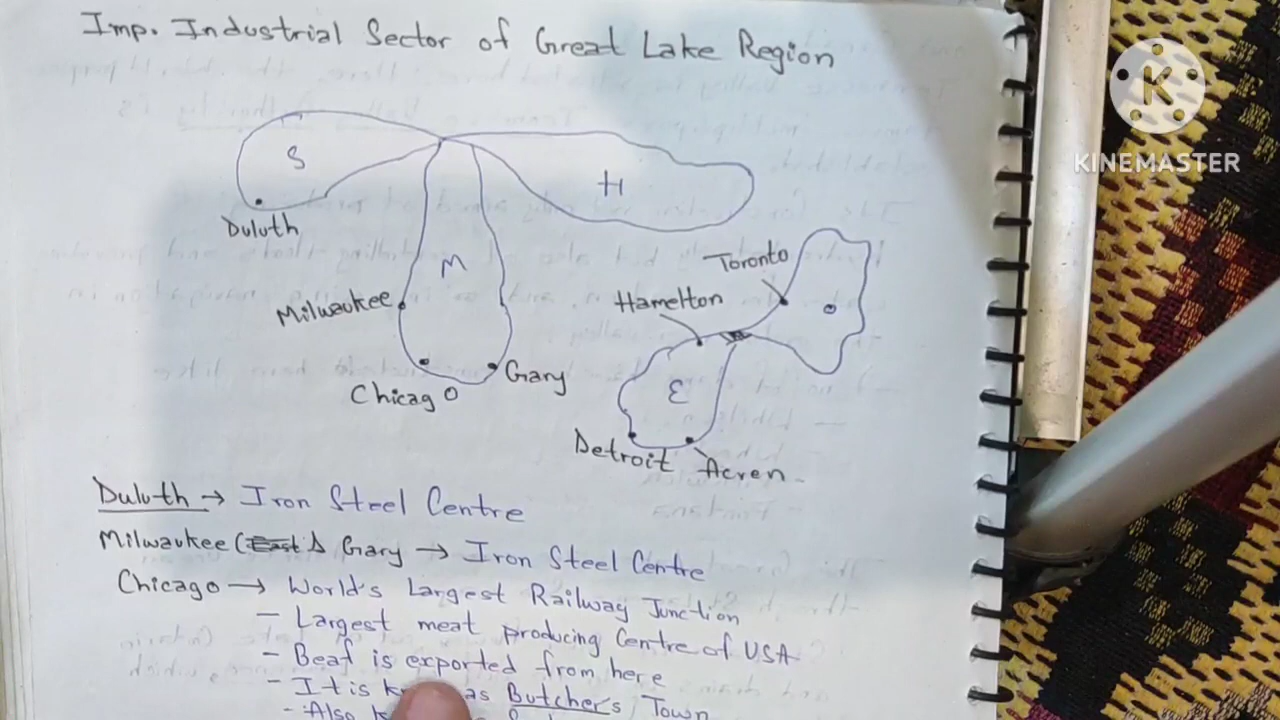 Imp. Industrial Sector of Great Lake Region
K
KINEMASTER
S
H
Duluth
M
Toronto
Hamelton
Milwaukee
O
Gary
Chicago
E
Detroit Acren
Duluth → Iron Steel Centre
Milwaukee (East) & Gary → Iron Steel Centre
Chicago → World's Largest Railway Junction
- Largest meat producing Centre of USA
- Beaf is exported from here
- It is as Butcher's Town
- Also